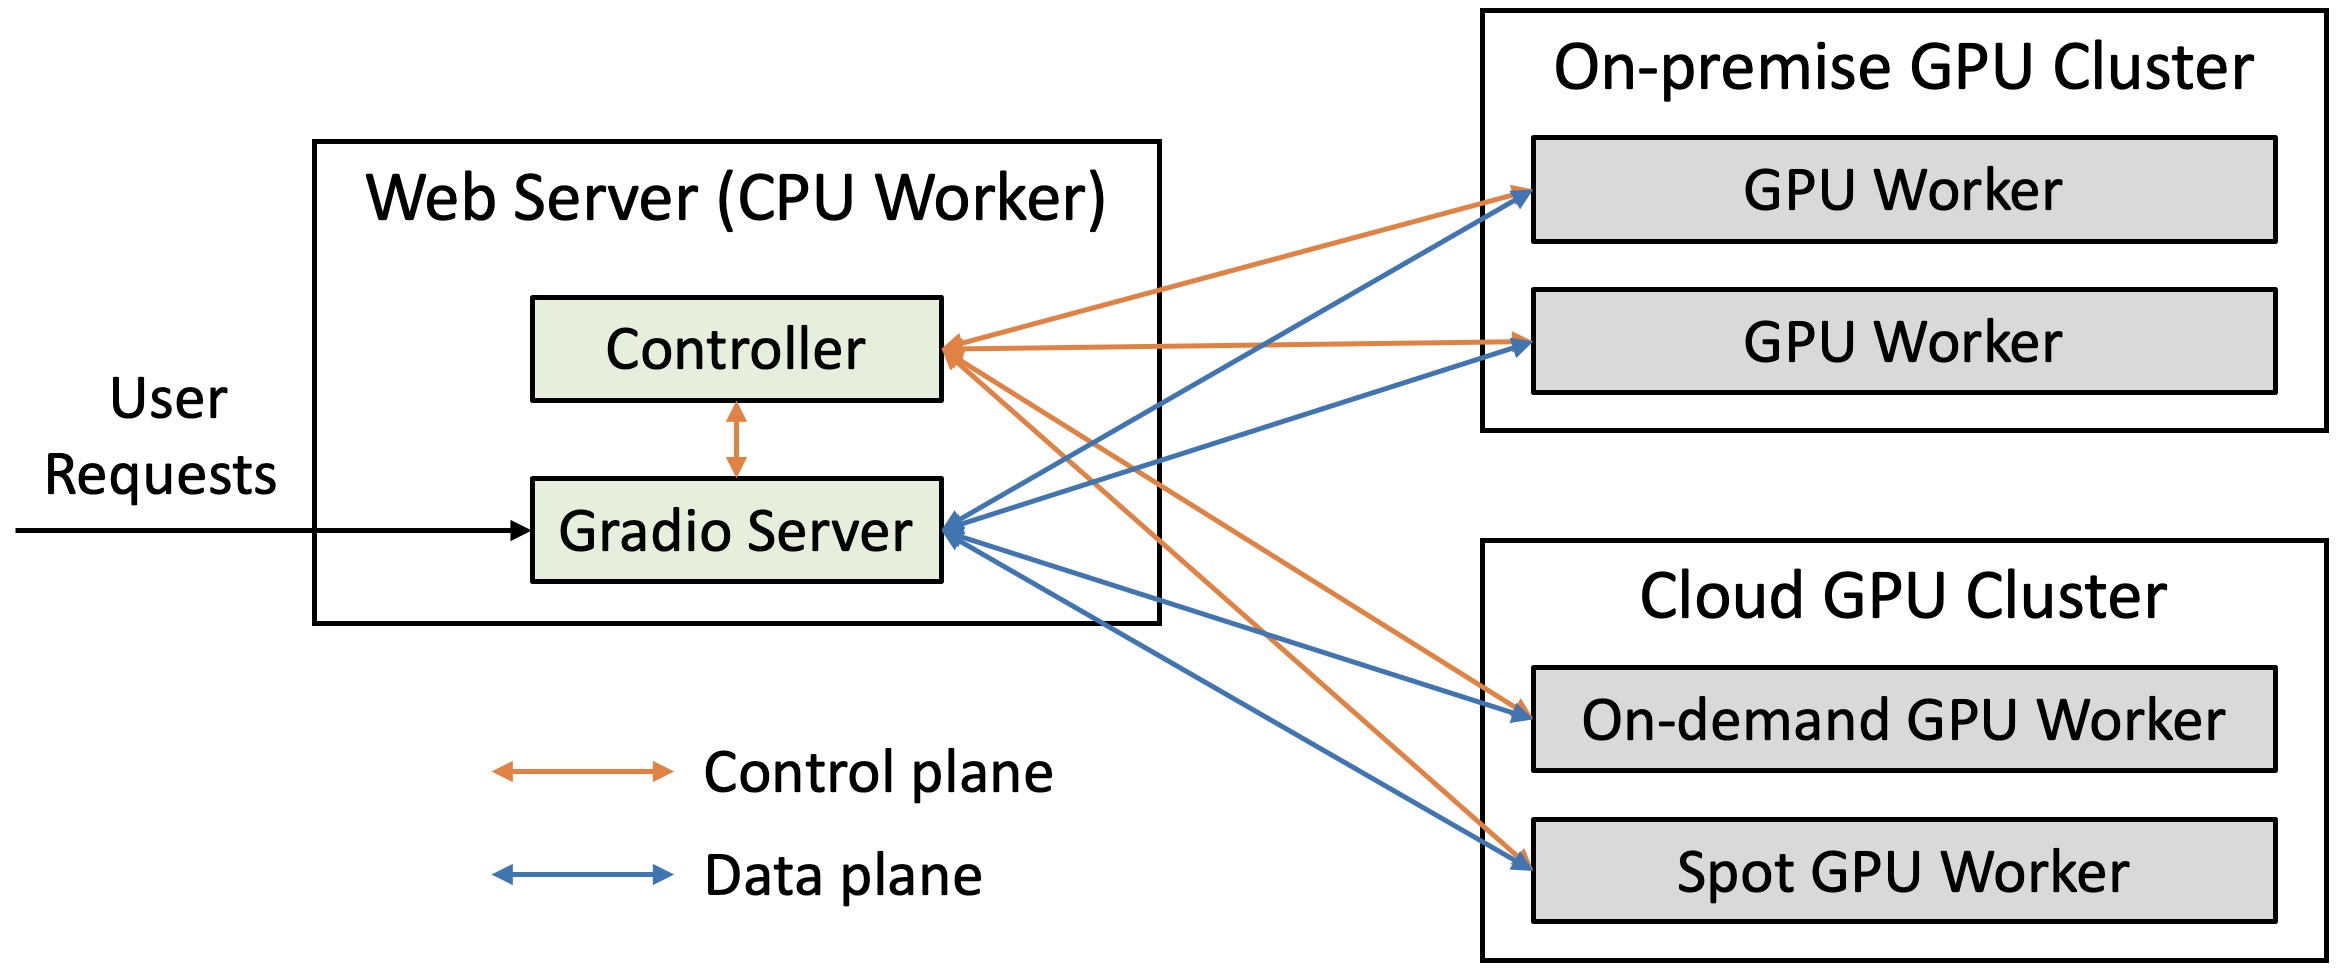 Web Server (CPU Worker)
Controller
Gradio Server
User
Requests
On-premise GPU Cluster
GPU Worker
GPU Worker
Cloud GPU Cluster
On-demand GPU Worker
Spot GPU Worker
Control plane
Data plane